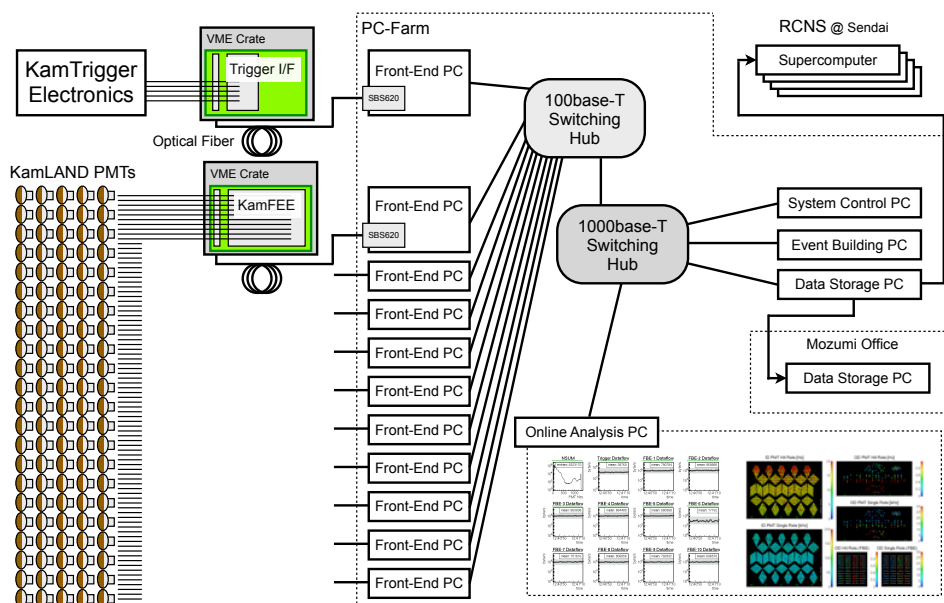 PC-Farm
RCNS @ Sendai
VME Crate
Trigger I/F
KamTrigger
Electronics
Front-End PC
SBS620
Supercomputer
100base-T
Switching
Hub
Optical Fiber
KamLAND PMTs
VME Crate
KamFEE
Front-End PC
SBS620
1000base-T
Switching
Hub
System Control PC
Event Building PC
Data Storage PC
Front-End PC
Front-End PC
Front-End PC
Front-End PC
Front-End PC
Front-End PC
Front-End PC
Front-End PC
Front-End PC
Mozumi Office
Data Storage PC
Online Analysis PC
NSUM
Trigger Dataflow
FBE-1 Dataflow
FBE-2 Dataflow
FBE-3 Dataflow
FBE-4 Dataflow
FBE-5 Dataflow
FBE-6 Dataflow
FBE-7 Dataflow
FBE-8 Dataflow
FBE-9 Dataflow
FBE-10 Dataflow